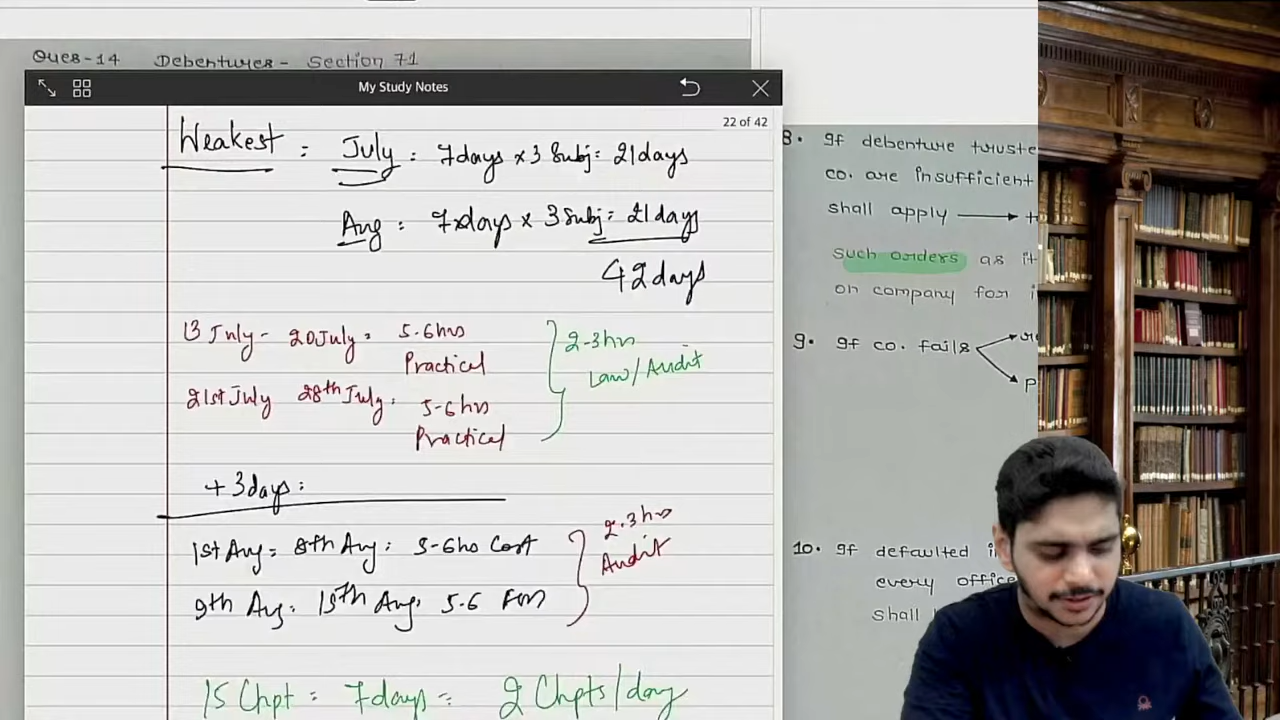 Ques-14 Debentures - Section 71
My Study Notes
22 of 42
Weakest : July : 7days x 3 Subj = 21days
Aug : 7days x 3 Subj = 21days
42days
13 July - 20July = 5-6hrs
Practical
21st July 28th July. 5-6hrs
Practical
2-3hrs
Law/Audit
+ 3days :
1st Aug = 8th Aug : 5-6hs Cost
9th Aug = 15th Aug. 5-6
2-3hrs
Audit
15 Chpt = 7days = 2 Chpts/day
8. If debenture truste
co. are insufficient
shall apply → t
such orders as it
on company for i
9. If co. fails
10. If defaulted i
every office
shall